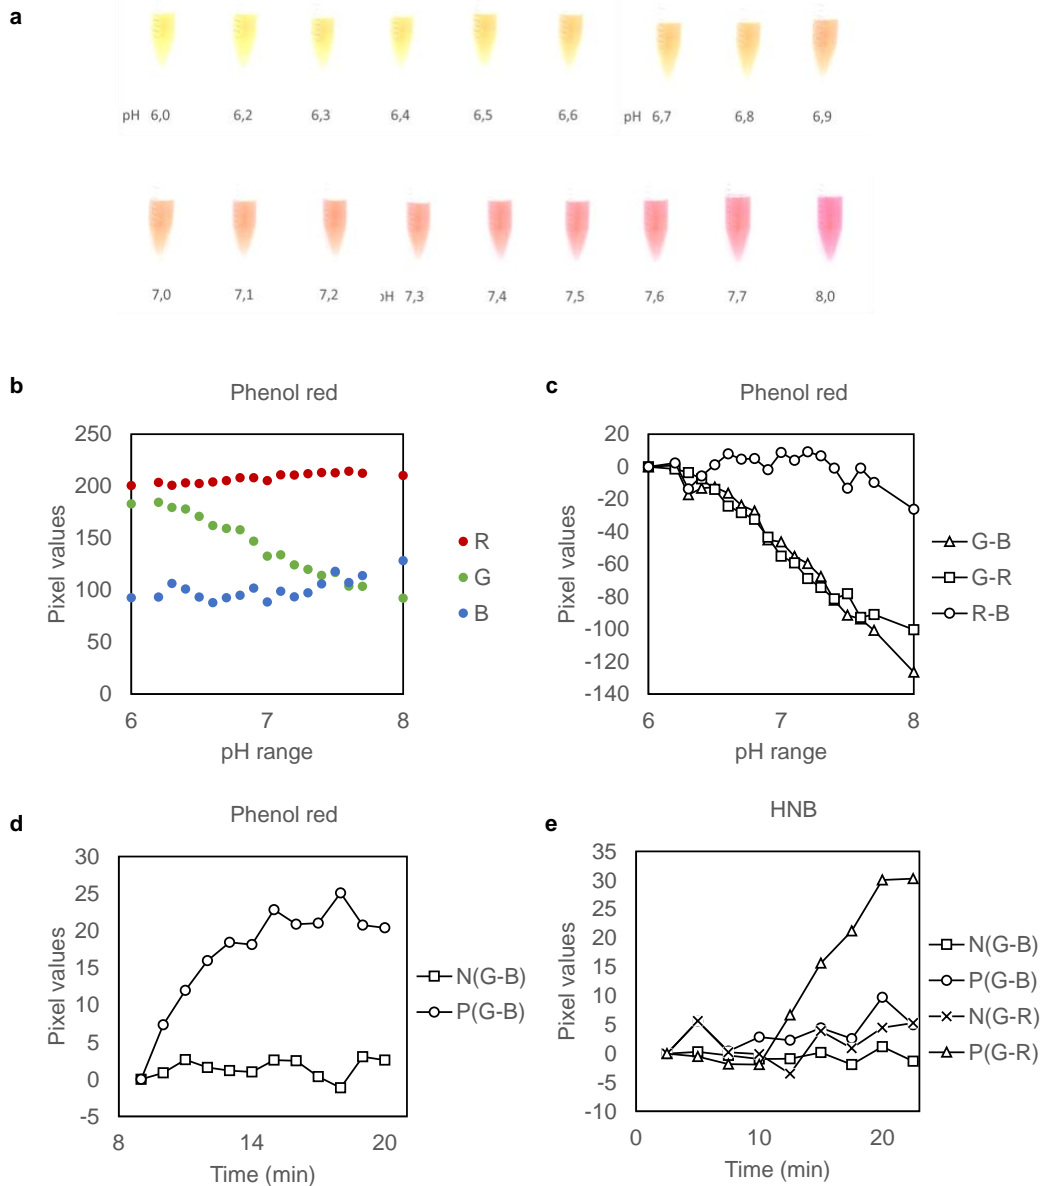 a
pH 6,0 6,2 6,3 6,4 6,5 6,6 pH 6,7 6,8 6,9
7,0 7,1 7,2 pH 7,3 7,4 7,5 7,6 7,7 8,0
b
Phenol red
250
200
150
100
50
0
6 7 8
Pixel values
pH range
R
G
B
c
Phenol red
20
0
-20
-40
-60
-80
-100
-120
-140
6 7 8
Pixel values
pH range
G-B
G-R
R-B
d
Phenol red
30
25
20
15
10
5
0
-5
8 14 20
Pixel values
Time (min)
N(G-B)
P(G-B)
e
HNB
35
30
25
20
15
10
5
0
-5
-10
0 10 20
Pixel values
Time (min)
N(G-B)
P(G-B)
N(G-R)
P(G-R)